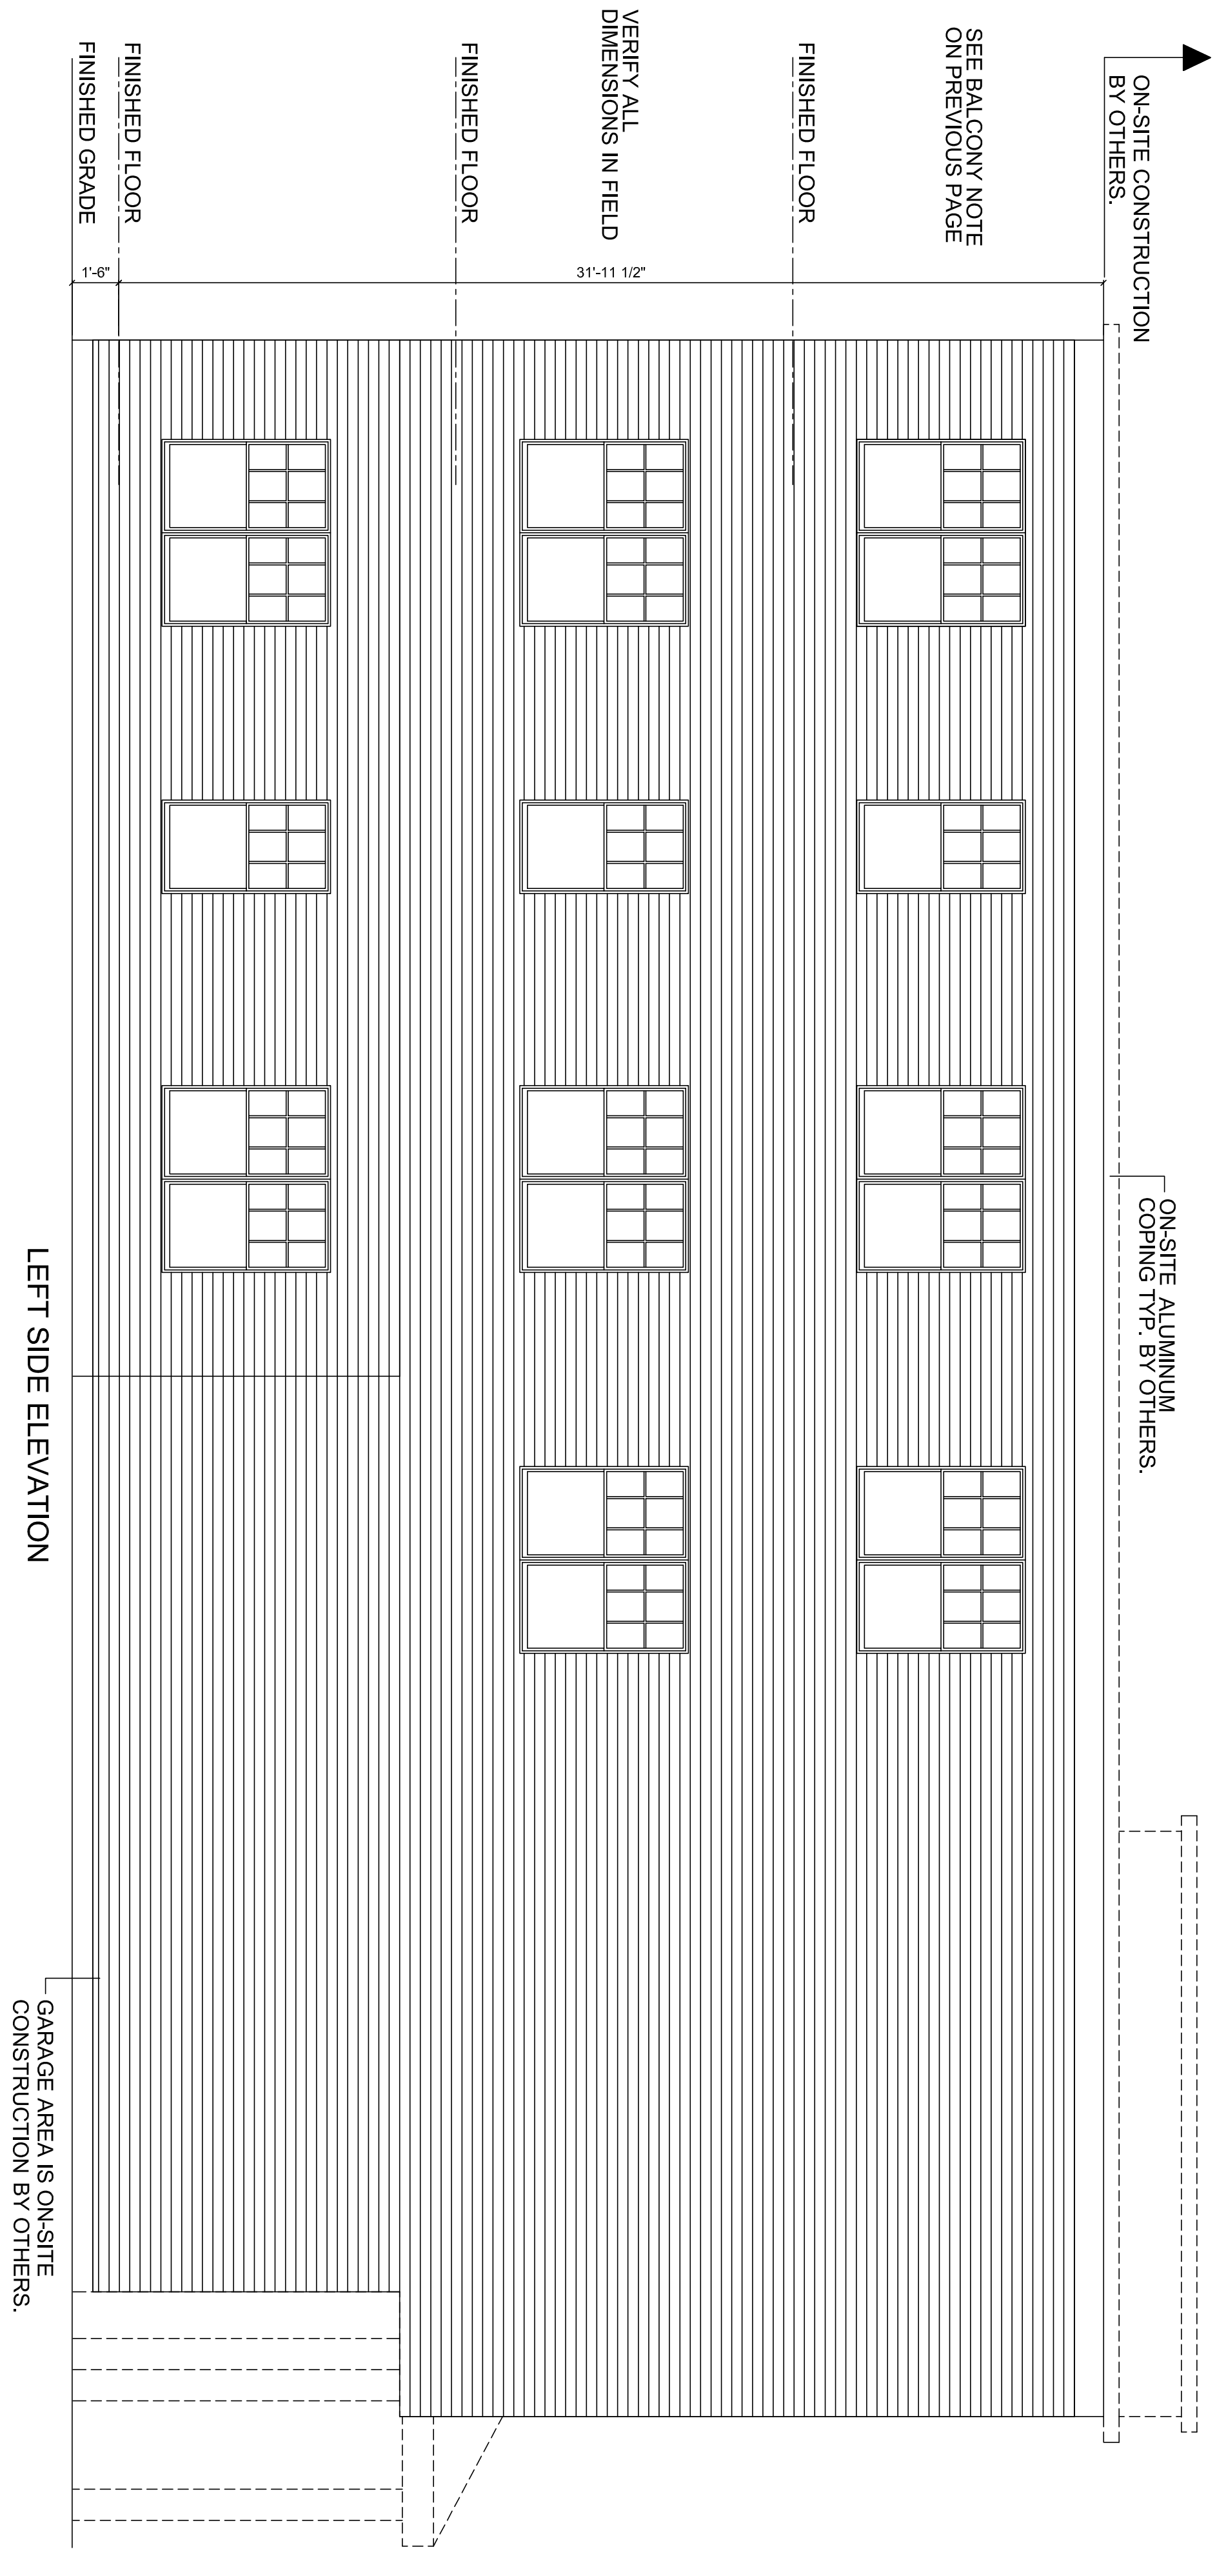 ON-SITE CONSTRUCTION
BY OTHERS.
SEE BALCONY NOTE
ON PREVIOUS PAGE
FINISHED FLOOR
VERIFY ALL
DIMENSIONS IN FIELD
FINISHED FLOOR
FINISHED FLOOR
FINISHED GRADE
31'-11 1/2"
1'-6"
ON-SITE ALUMINUM
COPING TYP. BY OTHERS.
GARAGE AREA IS ON-SITE
CONSTRUCTION BY OTHERS.
LEFT SIDE ELEVATION